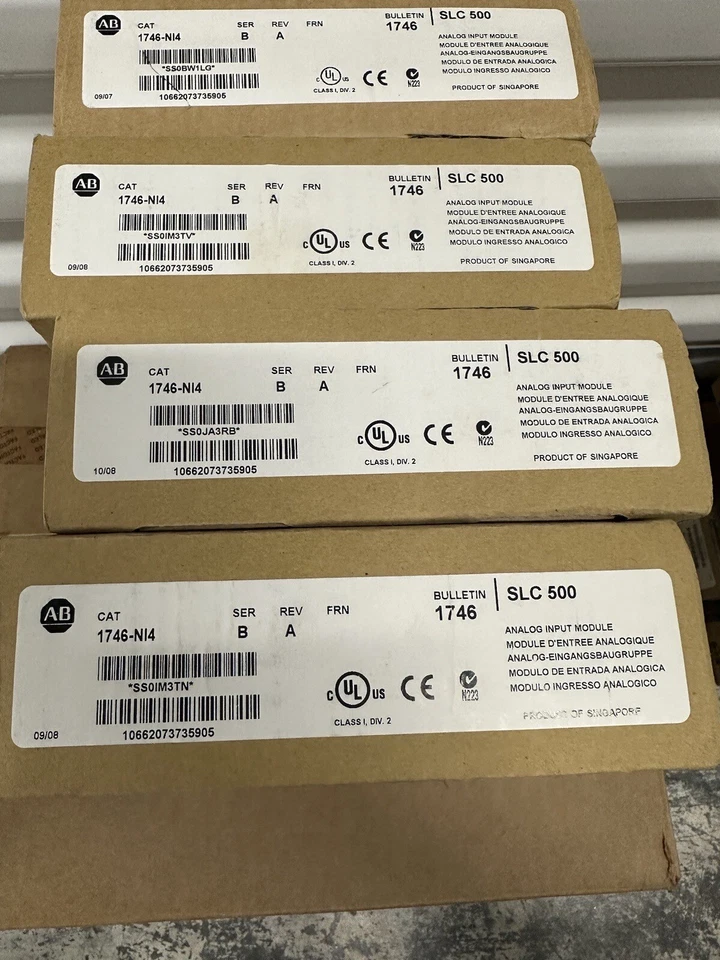 AB
CAT SER REV FRN
1746-NI4 B A
*SS0BW1LG*
09/07 10662073735905
BULLETIN SLC 500
1746
ANALOG INPUT MODULE
MODULE D'ENTREE ANALOGIQUE
ANALOG-EINGANGSBAUGRUPPE
MODULO DE ENTRADA ANALOGICA
MODULO INGRESSO ANALOGICO
c UL US CE N223
CLASS I, DIV. 2
PRODUCT OF SINGAPORE
AB
CAT SER REV FRN
1746-NI4 B A
*SS0IM3TV*
09/08 10662073735905
BULLETIN SLC 500
1746
ANALOG INPUT MODULE
MODULE D'ENTREE ANALOGIQUE
ANALOG-EINGANGSBAUGRUPPE
MODULO DE ENTRADA ANALOGICA
MODULO INGRESSO ANALOGICO
c UL US CE N223
CLASS I, DIV. 2
PRODUCT OF SINGAPORE
AB
CAT SER REV FRN
1746-NI4 B A
*SS0JA3RB*
10/08 10662073735905
BULLETIN SLC 500
1746
ANALOG INPUT MODULE
MODULE D'ENTREE ANALOGIQUE
ANALOG-EINGANGSBAUGRUPPE
MODULO DE ENTRADA ANALOGICA
MODULO INGRESSO ANALOGICO
c UL US CE N223
CLASS I, DIV. 2
PRODUCT OF SINGAPORE
AB
CAT SER REV FRN
1746-NI4 B A
*SS0IM3TN*
09/08 10662073735905
BULLETIN SLC 500
1746
ANALOG INPUT MODULE
MODULE D'ENTREE ANALOGIQUE
ANALOG-EINGANGSBAUGRUPPE
MODULO DE ENTRADA ANALOGICA
MODULO INGRESSO ANALOGICO
c UL US CE N223
CLASS I, DIV. 2
PRODUCT OF SINGAPORE